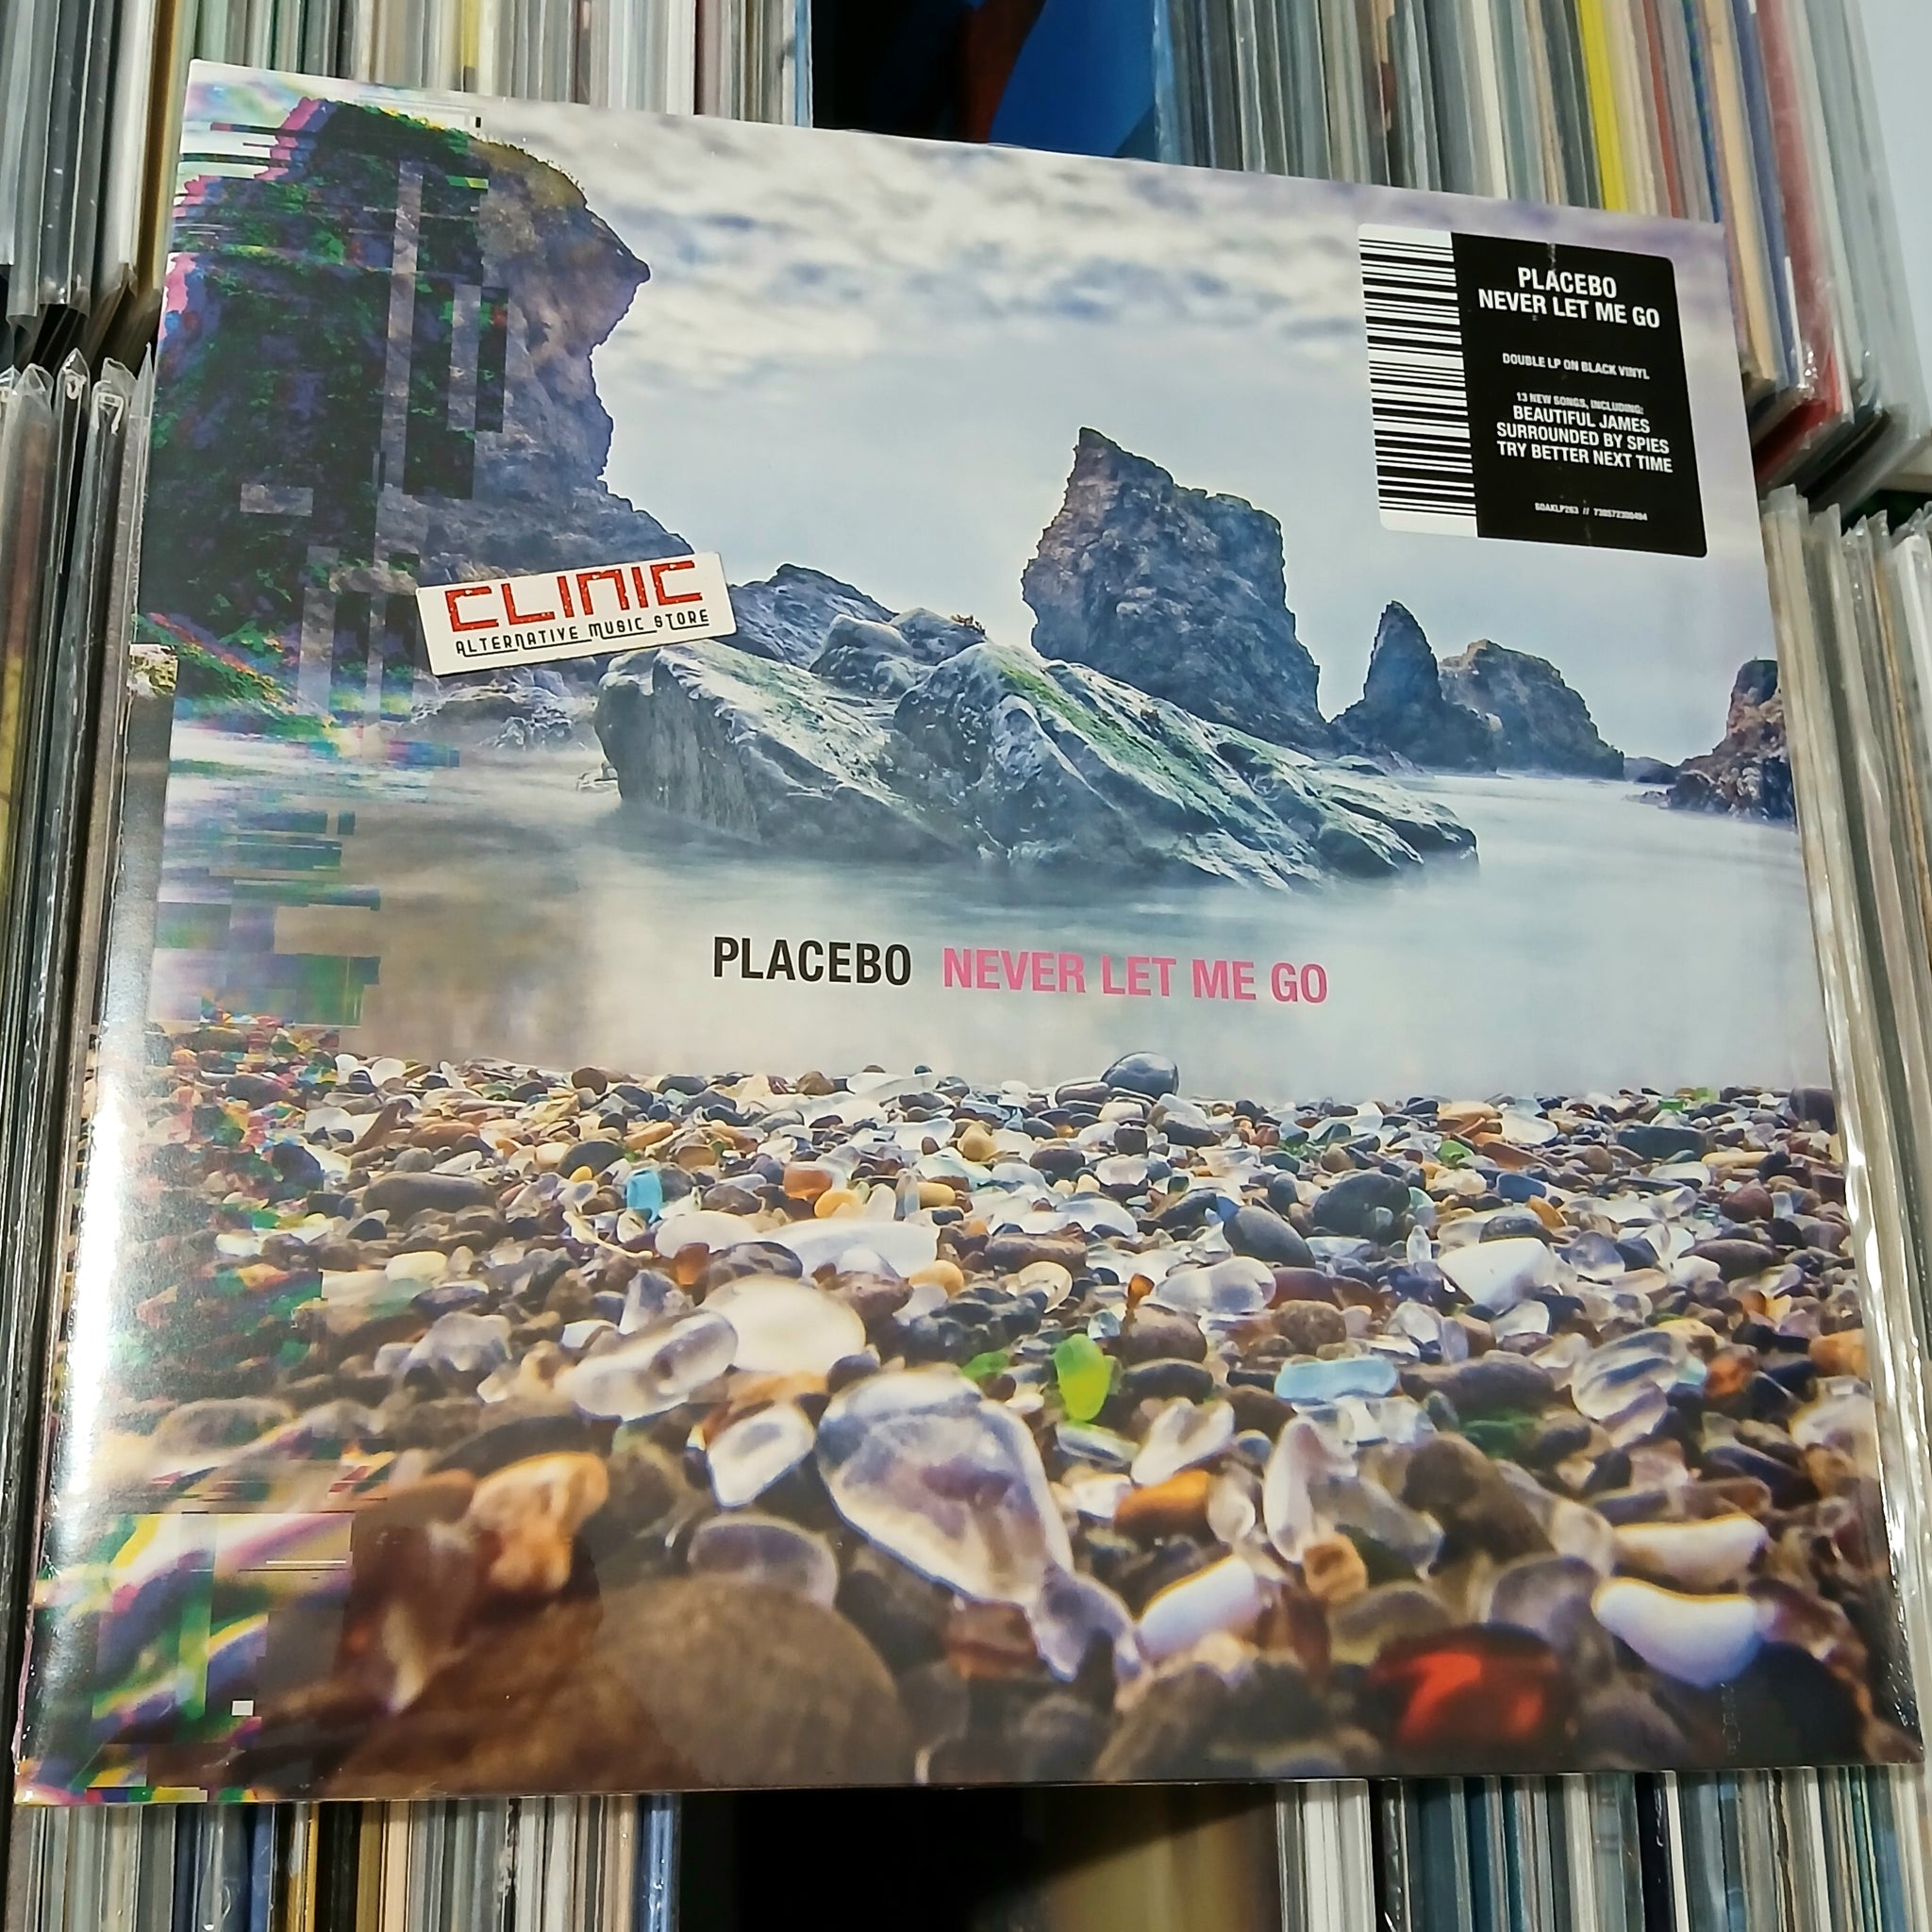 PLACEBO
NEVER LET ME GO
DOUBLE LP ON BLACK VINYL
13 NEW SONGS, INCLUDING:
BEAUTIFUL JAMES
SURROUNDED BY SPIES
TRY BETTER NEXT TIME
CLINIC
ALTERNATIVE MUSIC STORE
PLACEBO NEVER LET ME GO